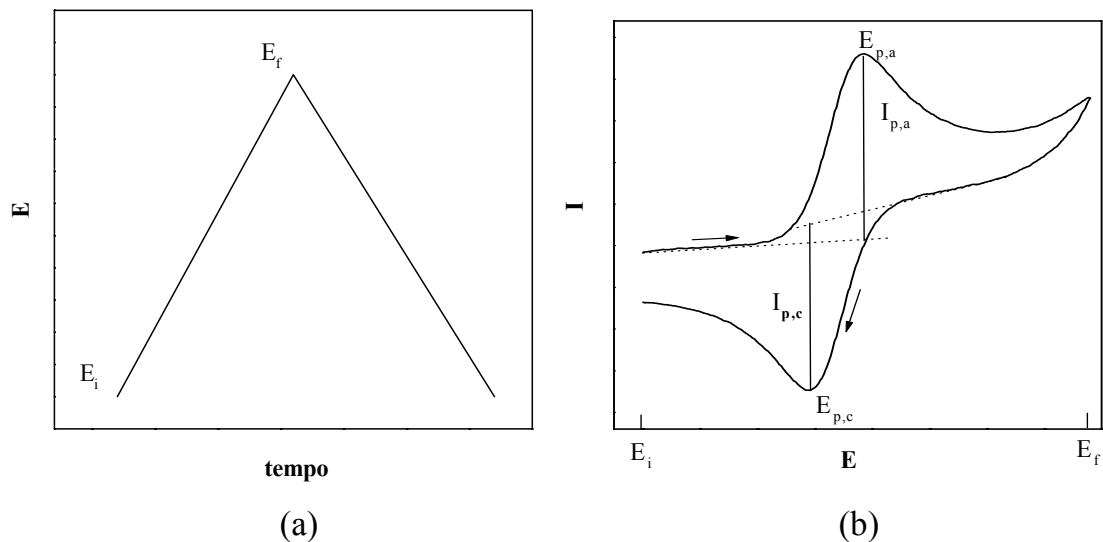 E_f
E_i
E
tempo
(a)
E_{p,a}
I_{p,a}
I_{p,c}
E_{p,c}
I
E_i
E
E_f
(b)